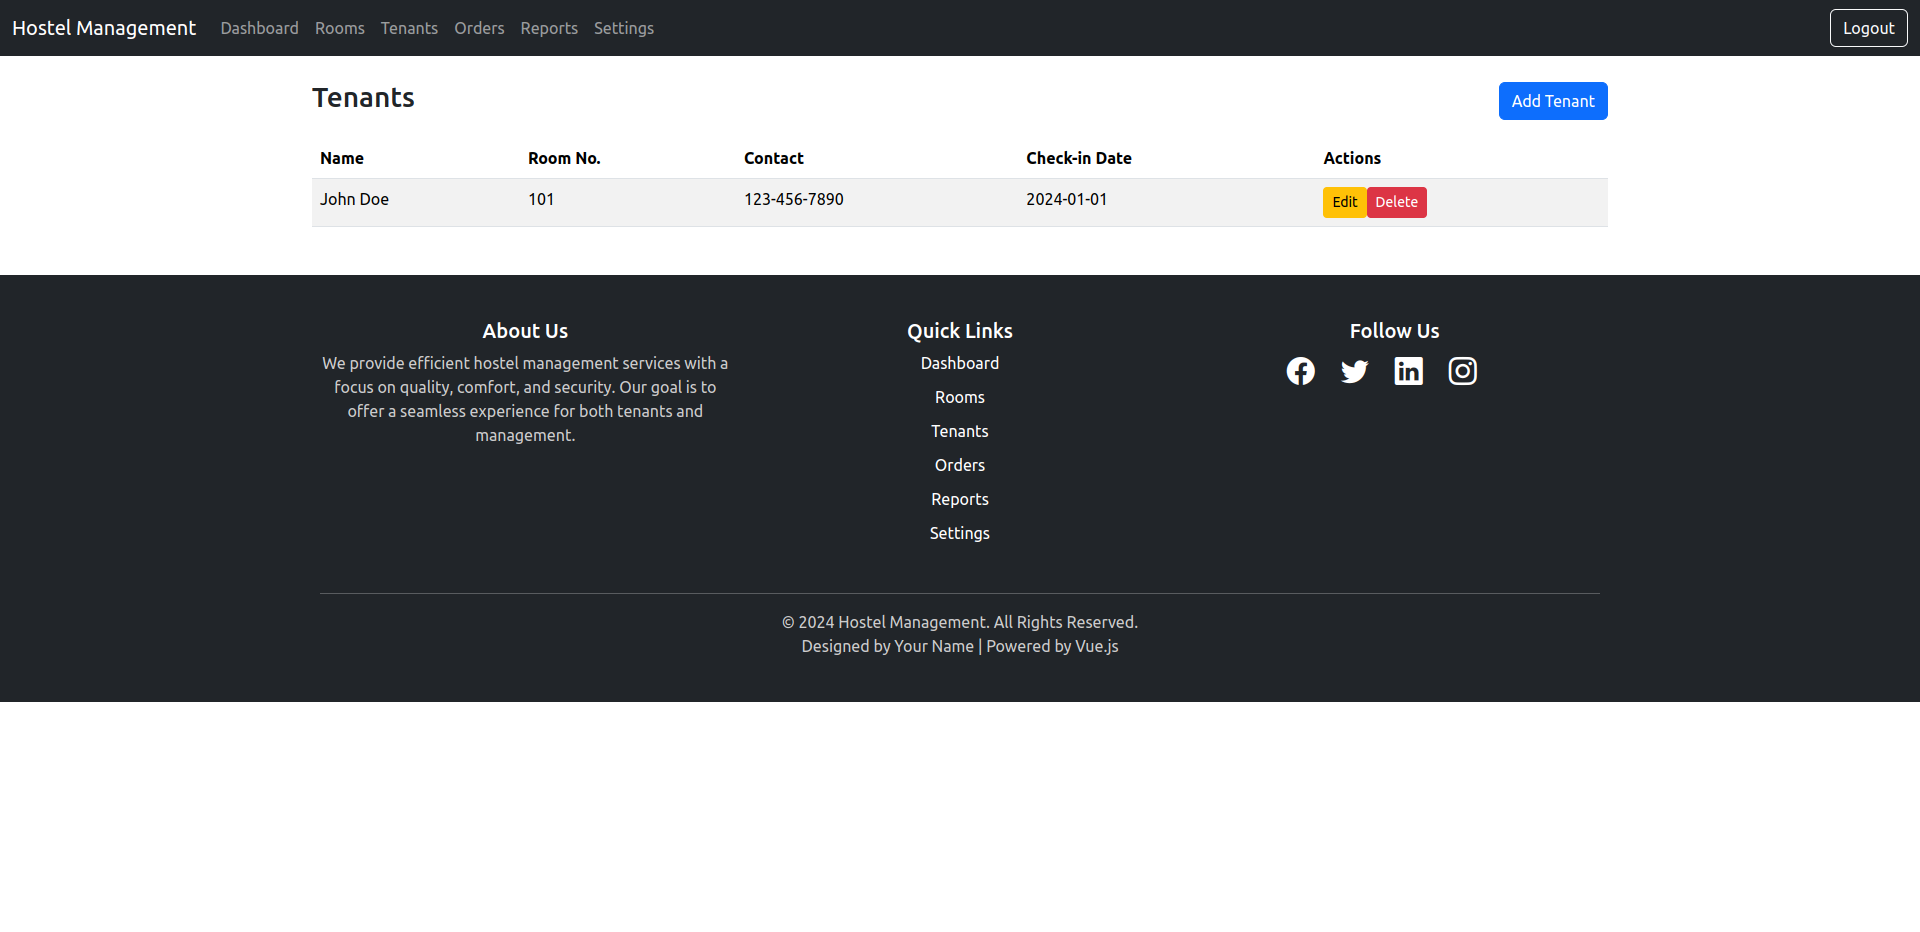 Hostel Management Dashboard Rooms Tenants Orders Reports Settings Logout
Tenants Add Tenant
Name Room No. Contact Check-in Date Actions
John Doe 101 123-456-7890 2024-01-01 Edit Delete
About Us
We provide efficient hostel management services with a
focus on quality, comfort, and security. Our goal is to
offer a seamless experience for both tenants and
management.
Quick Links
Dashboard
Rooms
Tenants
Orders
Reports
Settings
Follow Us
© 2024 Hostel Management. All Rights Reserved.
Designed by Your Name | Powered by Vue.js